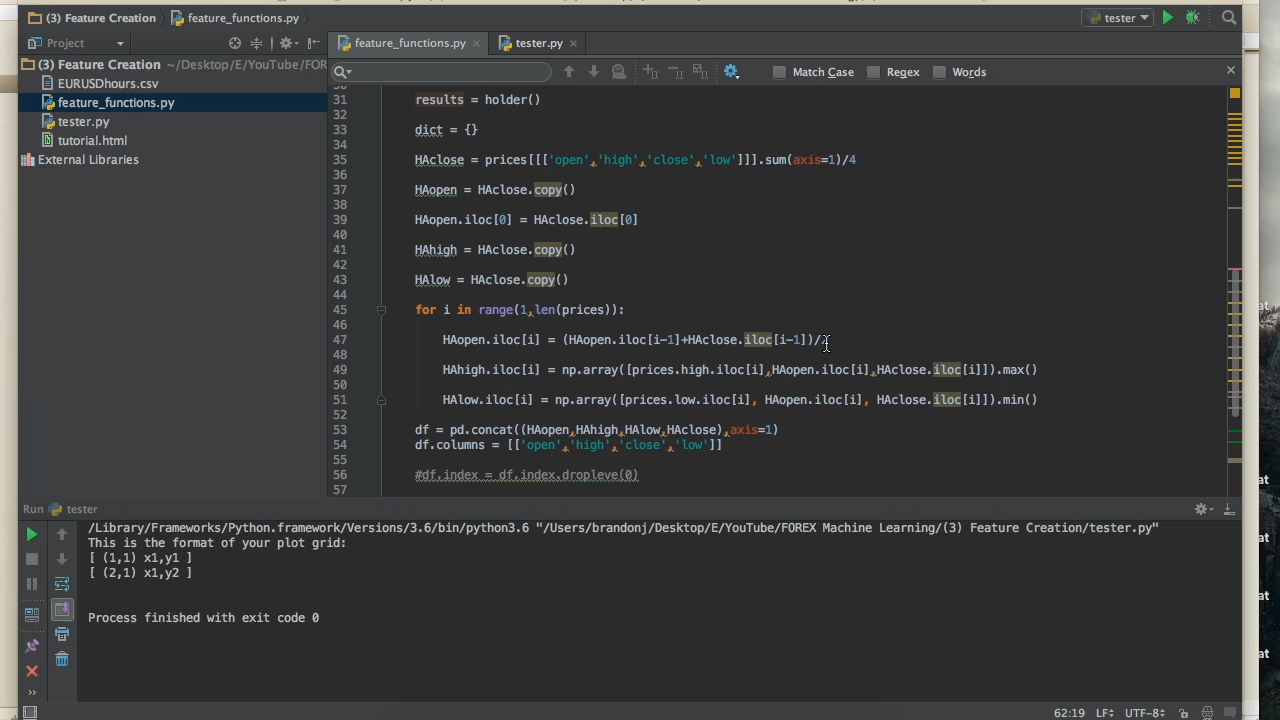 (3) Feature Creation feature_functions.py tester
Project feature_functions.py tester.py
(3) Feature Creation ~/Desktop/E/YouTube/FOR
EURUSDhours.csv
feature_functions.py
tester.py
tutorial.html
External Libraries
Match Case Regex Words
31 results = holder()
32
33 dict = {}
34
35 HAclose = prices[[['open','high','close','low']]].sum(axis=1)/4
36
37 HAopen = HAclose.copy()
38
39 HAopen.iloc[0] = HAclose.iloc[0]
40
41 HAhigh = HAclose.copy()
42
43 HAlow = HAclose.copy()
44
45 for i in range(1,len(prices)):
46
47 HAopen.iloc[i] = (HAopen.iloc[i-1]+HAclose.iloc[i-1])/2
48
49 HAhigh.iloc[i] = np.array([prices.high.iloc[i],HAopen.iloc[i],HAclose.iloc[i]]).max()
50
51 HAlow.iloc[i] = np.array([prices.low.iloc[i], HAopen.iloc[i], HAclose.iloc[i]]).min()
52
53 df = pd.concat((HAopen,HAhigh,HAlow,HAclose),axis=1)
54 df.columns = [['open','high','close','low']]
55
56 #df.index = df.index.dropleve(0)
57
Run tester
/Library/Frameworks/Python.framework/Versions/3.6/bin/python3.6 "/Users/brandonj/Desktop/E/YouTube/FOREX Machine Learning/(3) Feature Creation/tester.py"
This is the format of your plot grid:
[ (1,1) x1,y1 ]
[ (2,1) x1,y2 ]
Process finished with exit code 0
62:19 LF UTF-8